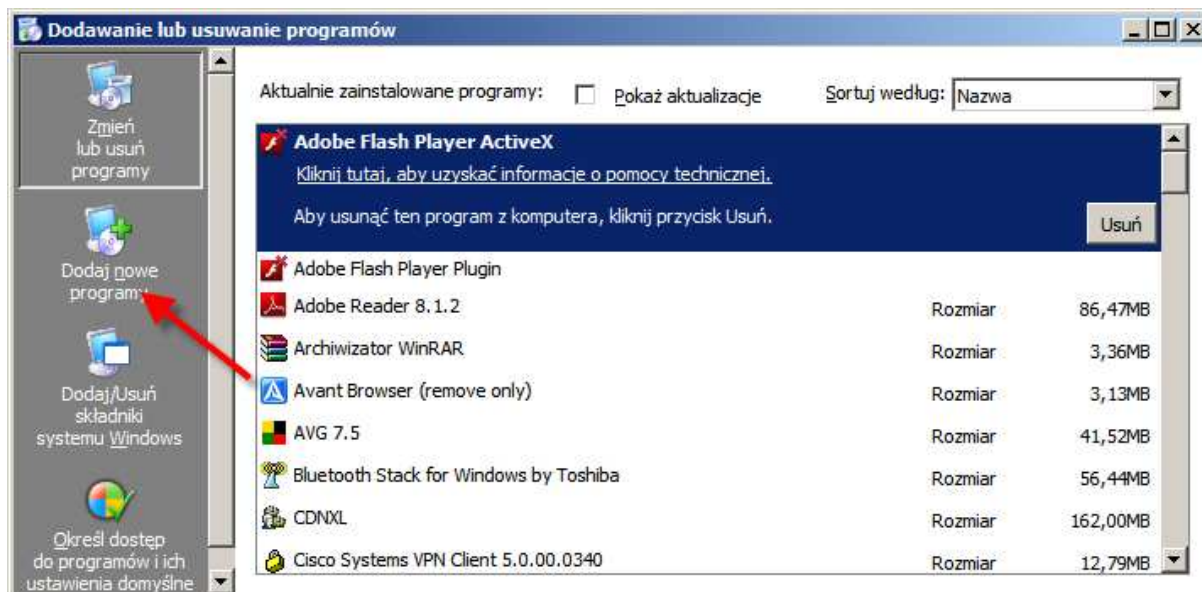 Dodawanie lub usuwanie programów
Zmień
lub usuń
programy
Dodaj nowe
programy
Dodaj/Usuń
składniki
systemu Windows
Określ dostęp
do programów i ich
ustawienia domyślne
Aktualnie zainstalowane programy:
Pokaż aktualizacje
Sortuj według: Nazwa
Adobe Flash Player ActiveX
Kliknij tutaj, aby uzyskać informacje o pomocy technicznej.
Aby usunąć ten program z komputera, kliknij przycisk Usuń.
Usuń
Adobe Flash Player Plugin
Adobe Reader 8.1.2 Rozmiar 86,47MB
Archiwizator WinRAR Rozmiar 3,36MB
Avant Browser (remove only) Rozmiar 3,13MB
AVG 7.5 Rozmiar 41,52MB
Bluetooth Stack for Windows by Toshiba Rozmiar 56,44MB
CDNXL Rozmiar 162,00MB
Cisco Systems VPN Client 5.0.00.0340 Rozmiar 12,79MB